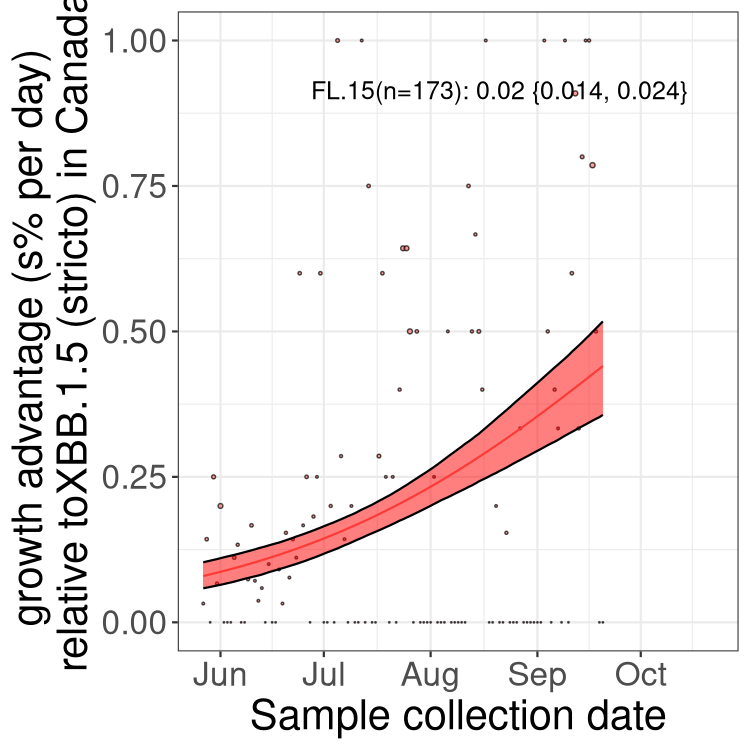 growth advantage (s% per day)
relative toXBB.1.5 (stricto) in Canada
1.00
0.75
0.50
0.25
0.00
FL.15(n=173): 0.02 {0.014, 0.024}
Jun Jul Aug Sep Oct
Sample collection date